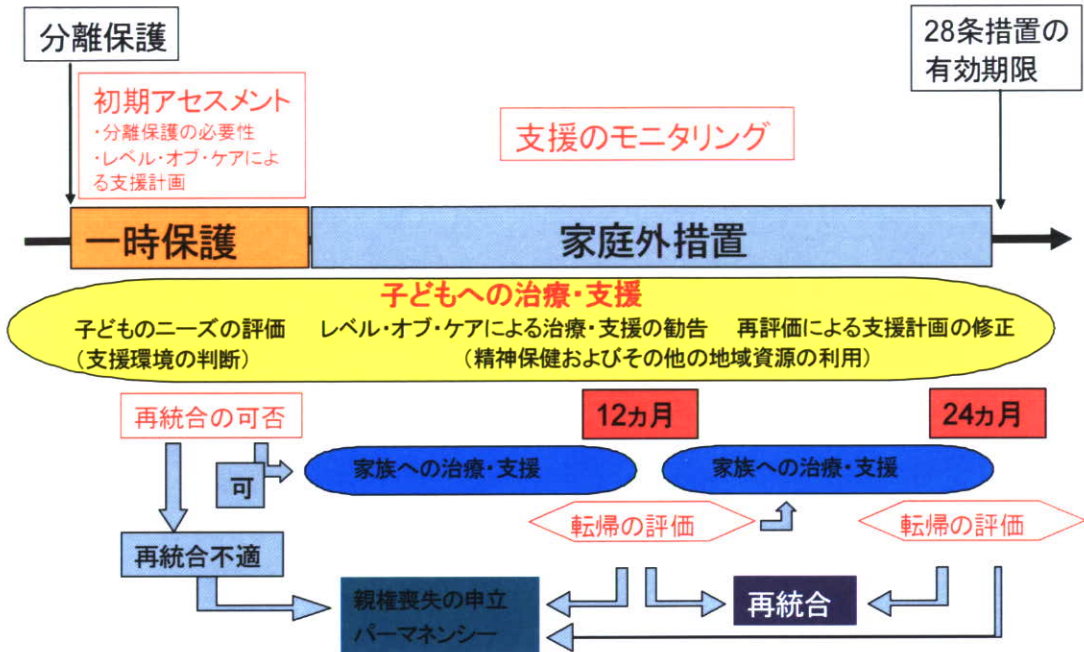 分離保護
28条措置の
有効期限
初期アセスメント
・分離保護の必要性
・レベル・オブ・ケアによ
る支援計画
支援のモニタリング
一時保護
家庭外措置
子どもへの治療・支援
子どものニーズの評価 レベル・オブ・ケアによる治療・支援の勧告 再評価による支援計画の修正
（支援環境の判断） （精神保健およびその他の地域資源の利用）
再統合の可否
12カ月
24カ月
可
家族への治療・支援
家族への治療・支援
転帰の評価
転帰の評価
再統合不適
親権喪失の申立
パーマネンシー
再統合